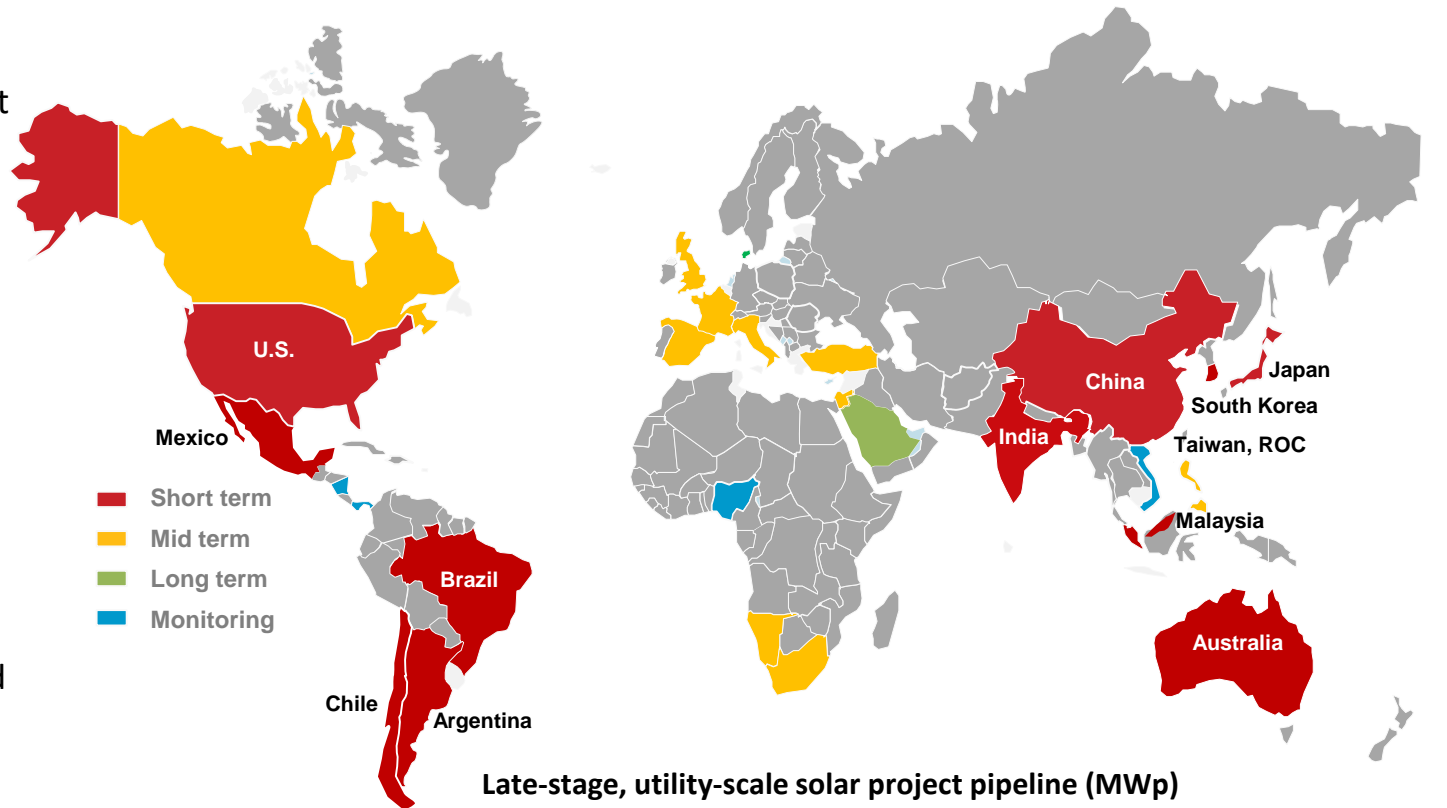 t
U.S.
Mexico
Short term
Mid term
Long term
Monitoring
Brazil
Chile
Argentina
China
India
Japan
South Korea
Taiwan, ROC
Malaysia
Australia
d
Late-stage, utility-scale solar project pipeline (MWp)